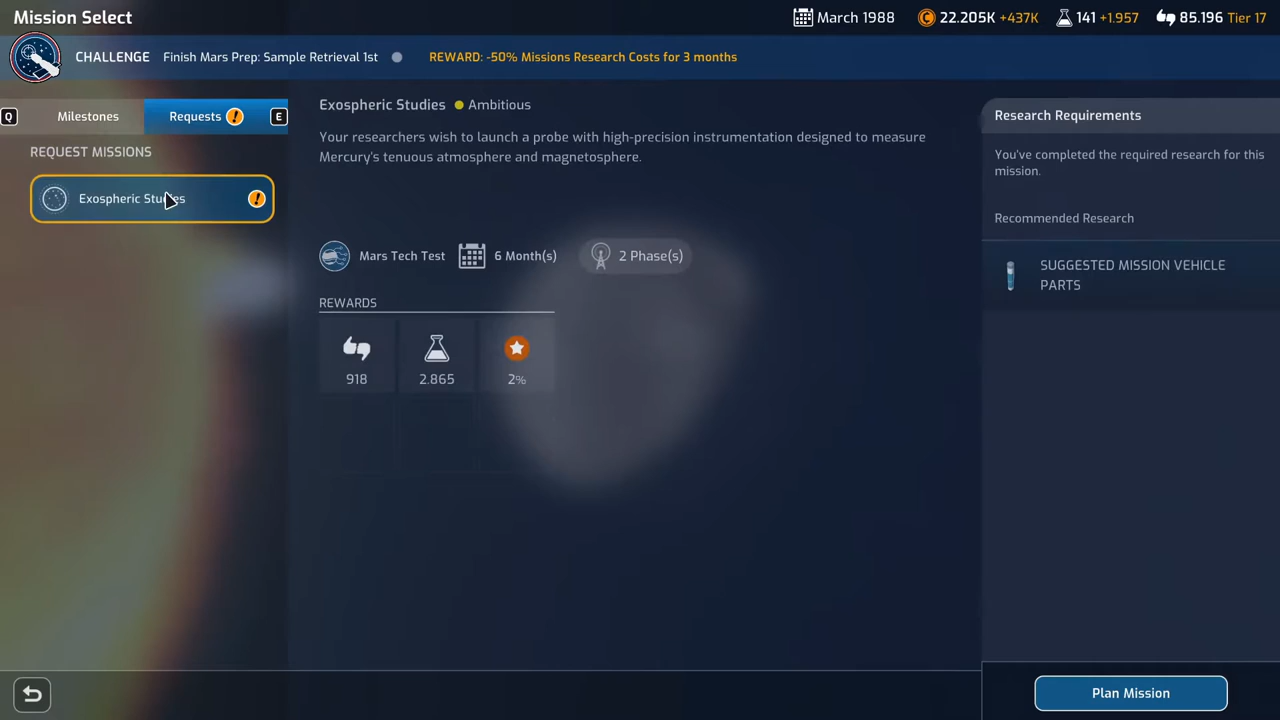 Mission Select
March 1988
22.205K +437K
141 +1.957
85.196 Tier 17
CHALLENGE Finish Mars Prep: Sample Retrieval 1st
REWARD: -50% Missions Research Costs for 3 months
Q Milestones Requests ! E
REQUEST MISSIONS
Exospheric Studies !
Exospheric Studies Ambitious
Your researchers wish to launch a probe with high-precision instrumentation designed to measure
Mercury's tenuous atmosphere and magnetosphere.
Mars Tech Test 6 Month(s) 2 Phase(s)
REWARDS
918 2.865 2%
Research Requirements
You've completed the required research for this
mission.
Recommended Research
SUGGESTED MISSION VEHICLE
PARTS
Plan Mission